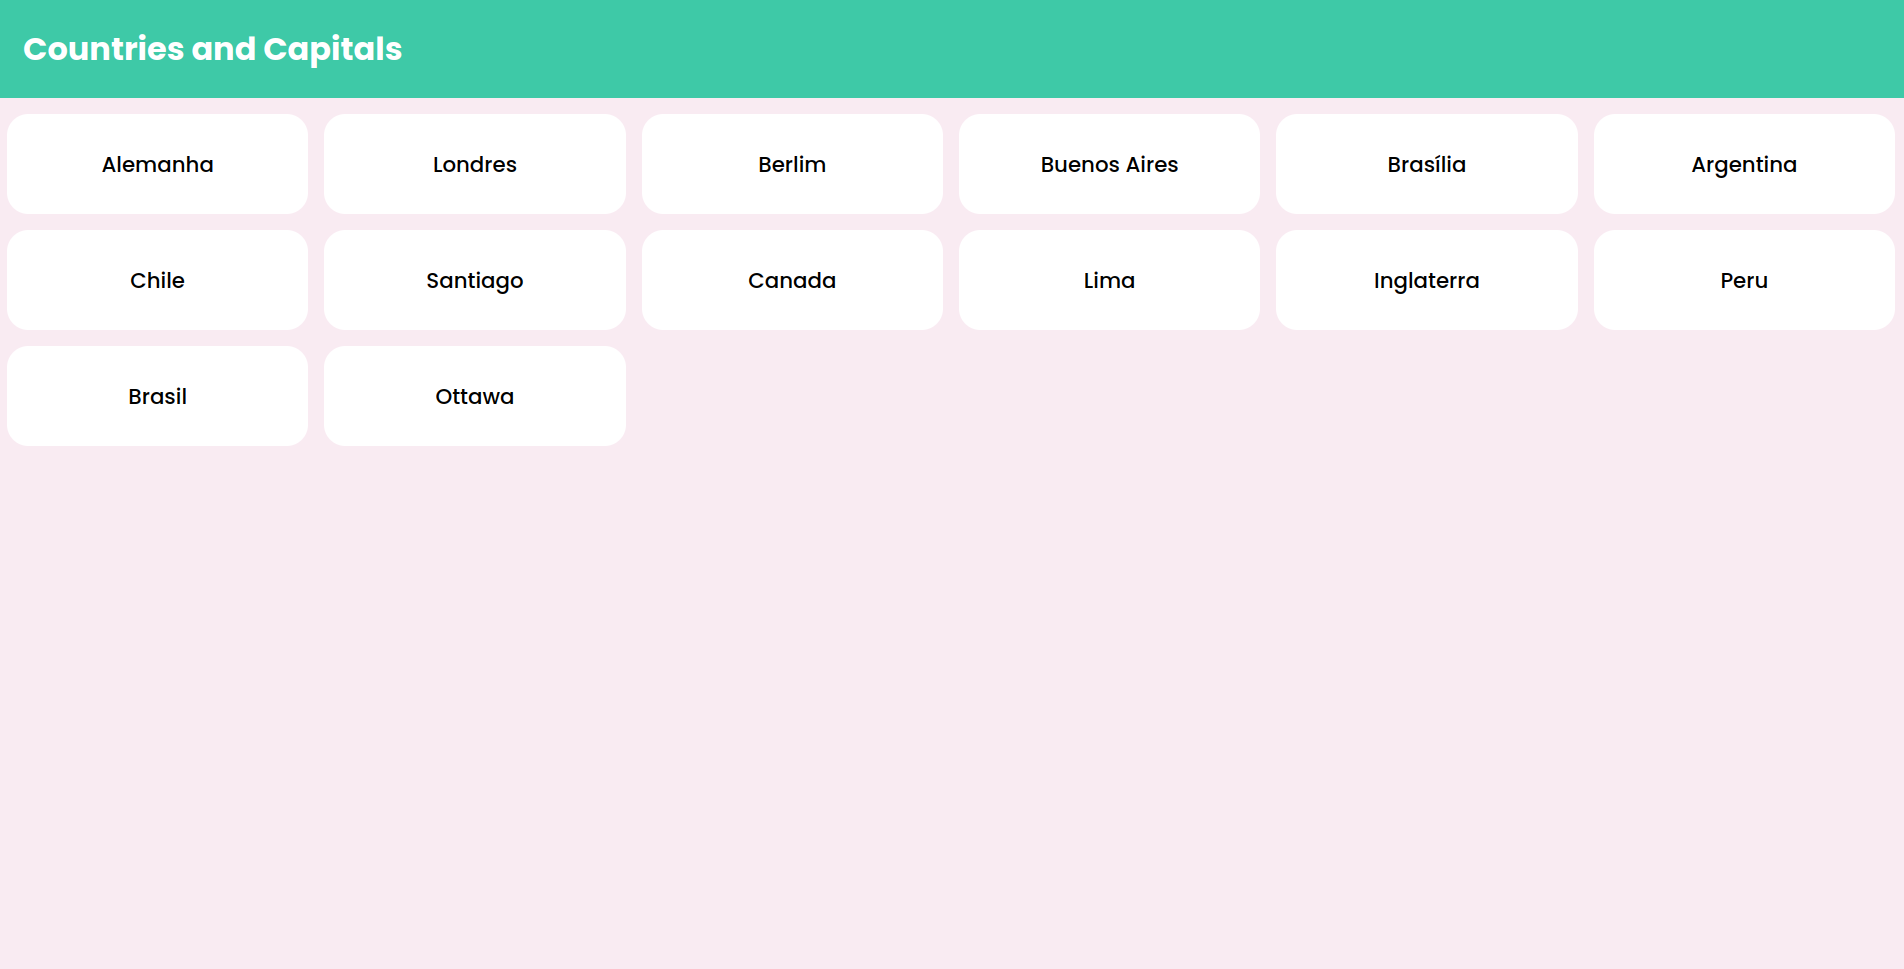 Countries and Capitals
Alemanha Londres Berlim Buenos Aires Brasília Argentina
Chile Santiago Canada Lima Inglaterra Peru
Brasil Ottawa